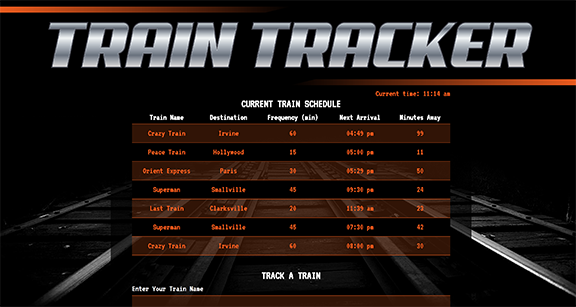 TRAIN TRACKER
Current time: 11:14 am
CURRENT TRAIN SCHEDULE
Train Name Destination Frequency (min) Next Arrival Minutes Away
Crazy Train Irvine 60 04:49 pm 99
Peace Train Hollywood 15 05:00 pm 11
Orient Express Paris 30 05:29 pm 50
Superman Smallville 45 09:30 pm 24
Last Train Clarksville 20 11:39 am 23
Superman Smallville 45 07:30 pm 42
Crazy Train Irvine 60 08:00 pm 30
TRACK A TRAIN
Enter Your Train Name